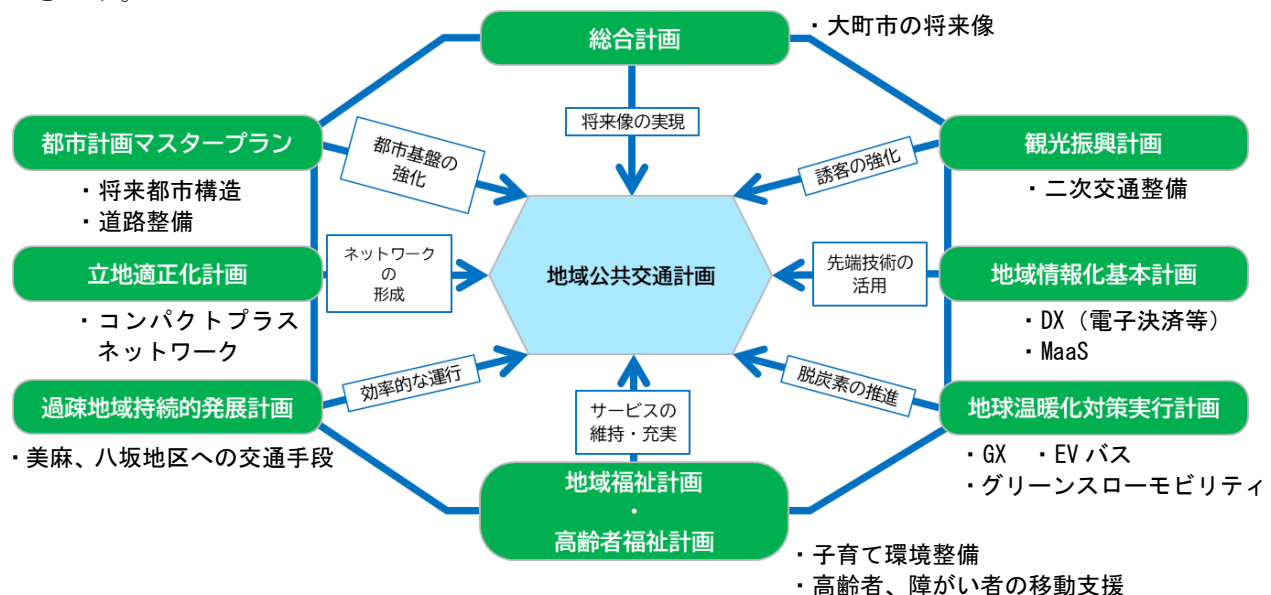 総合計画
・大町市の将来像
将来像の実現
都市計画マスタープラン
・将来都市構造
・道路整備
都市基盤の
強化
観光振興計画
・二次交通整備
誘客の強化
立地適正化計画
・コンパクトプラス
ネットワーク
ネットワーク
の
形成
地域公共交通計画
先端技術の
活用
地域情報化基本計画
・DX（電子決済等）
・MaaS
過疎地域持続的発展計画
・美麻、八坂地区への交通手段
効率的な運行
サービスの
維持・充実
脱炭素の推進
地球温暖化対策実行計画
・GX ・EVバス
・グリーンスローモビリティ
地域福祉計画
・
高齢者福祉計画
・子育て環境整備
・高齢者、障がい者の移動支援